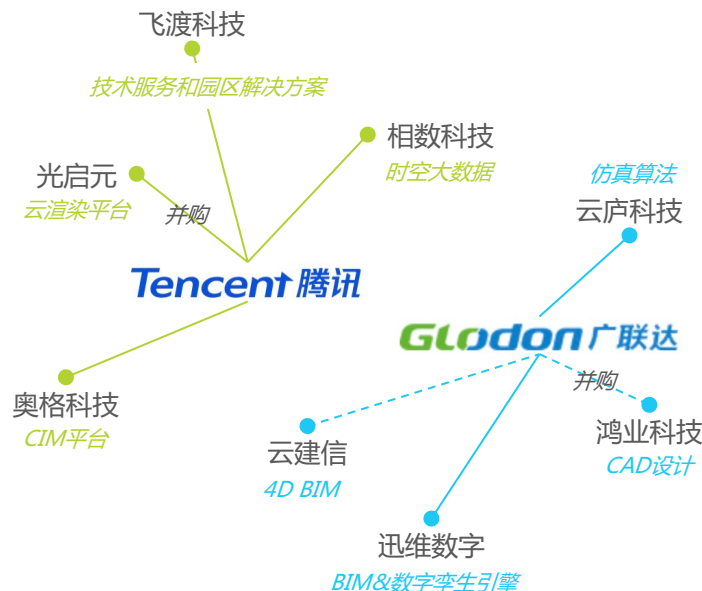 飞渡科技
技术服务和园区解决方案
相数科技
时空大数据
光启元
云渲染平台
并购
Tencent 腾讯
奥格科技
CIM平台
仿真算法
云庐科技
GLodon 广联达
并购
鸿业科技
CAD设计
云建信
4D BIM
迅维数字
BIM&数字孪生引擎